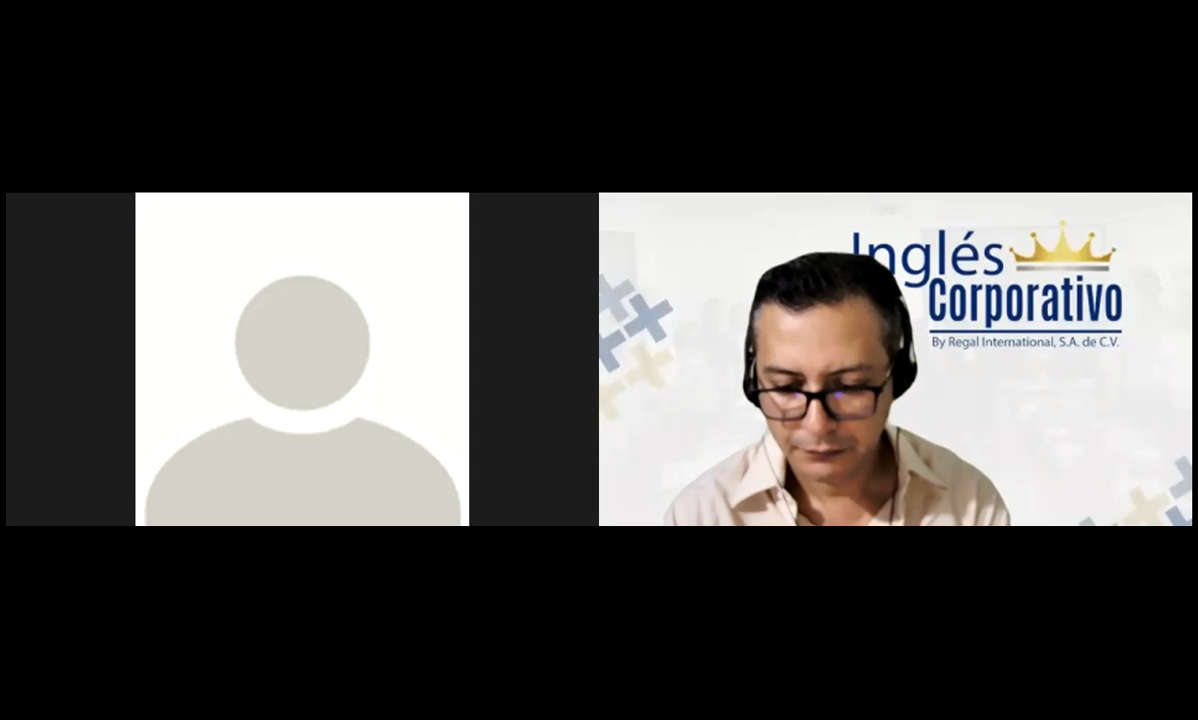 Inglés
Corporativo
By Regal International, S.A. de C.V.